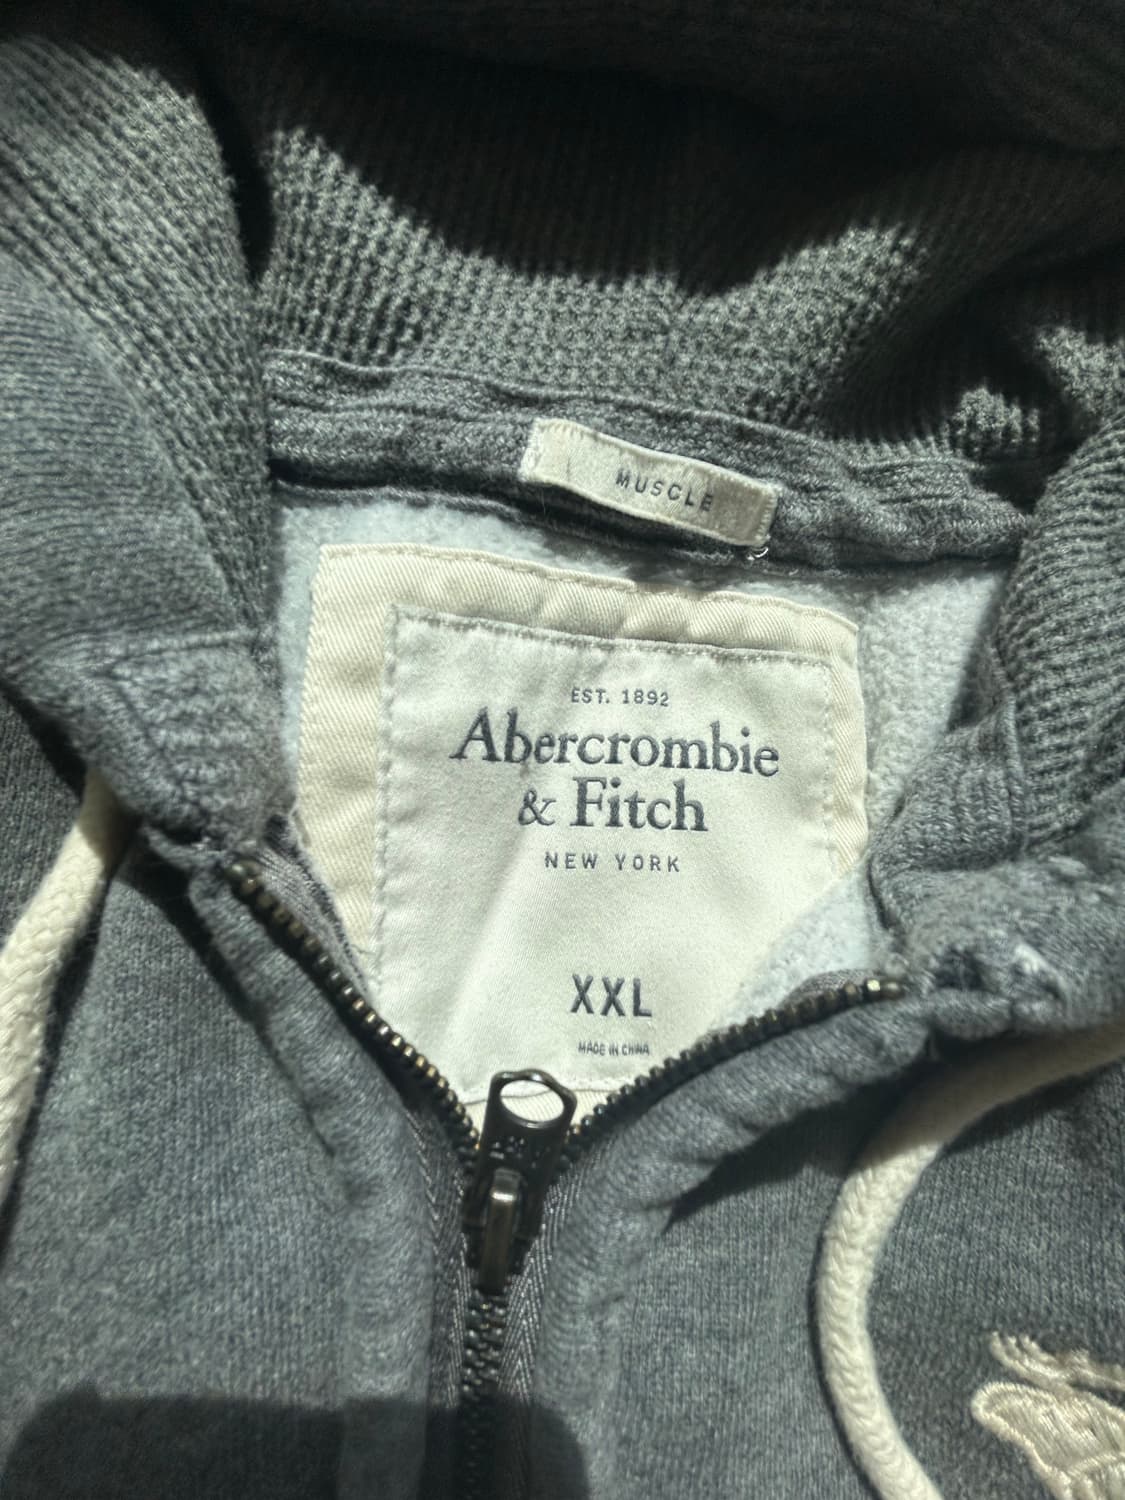 MUSCLE
EST. 1892
Abercrombie
& Fitch
NEW YORK
XXL
MADE IN CHINA